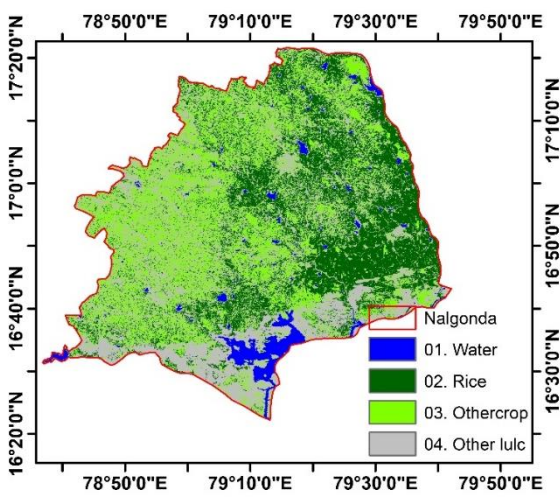 78°50'0"E 79°10'0"E 79°30'0"E 79°50'0"E
17°20'0"N
17°10'0"N
17°0'0"N
16°50'0"N
16°40'0"N
16°30'0"N
16°20'0"N
Nalgonda
01. Water
02. Rice
03. Othercrop
04. Other lulc
78°50'0"E 79°10'0"E 79°30'0"E 79°50'0"E